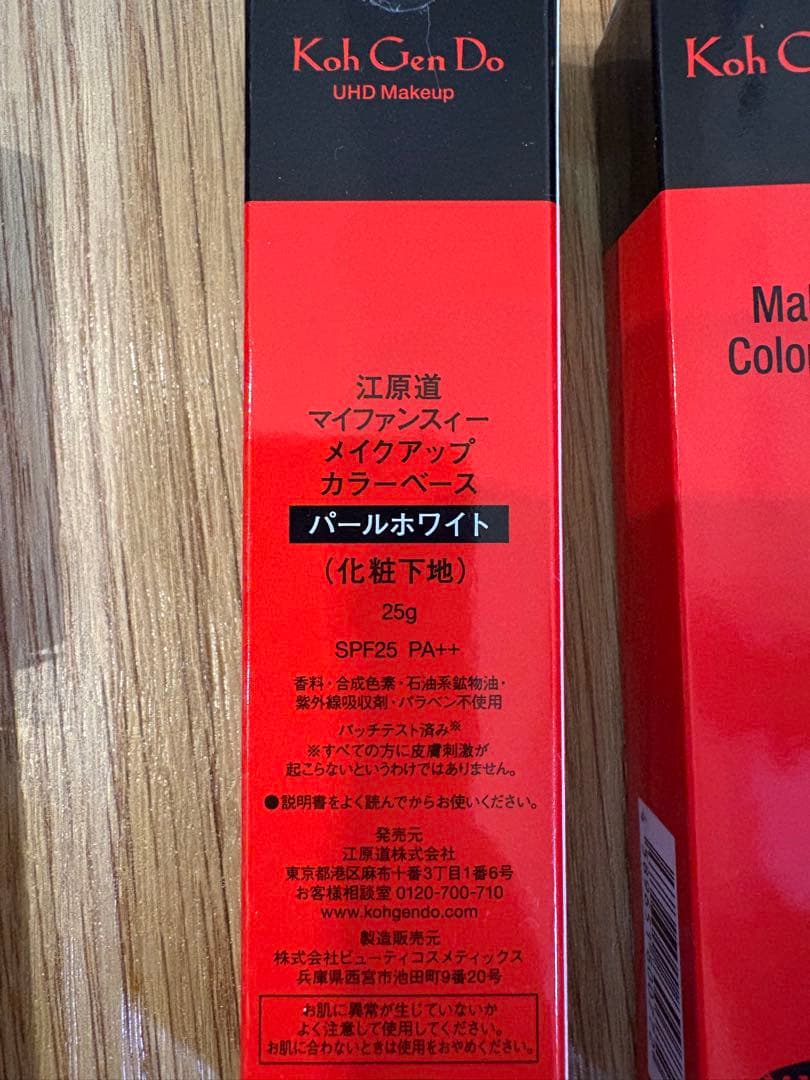 Koh Gen Do
UHD Makeup
江原道
マイファンスィー
メイクアップ
カラーベース
パールホワイト
(化粧下地)
25g
SPF25 PA++
香料・合成色素・石油系鉱物油・
紫外線吸収剤・パラベン不使用
パッチテスト済み※
※すべての方に皮膚刺激が
起こらないというわけではありません。
●説明書をよく読んでからお使いください。
発売元
江原道株式会社
東京都港区麻布十番3丁目1番6号
お客様相談室 0120-700-710
www.kohgendo.com
製造販売元
株式会社ビューティコスメティックス
兵庫県西宮市池田町9番20号
お肌に異常が生じていないか
よく注意して使用してください。
お肌に合わないときは使用をおやめください。
Koh G
Ma
Color